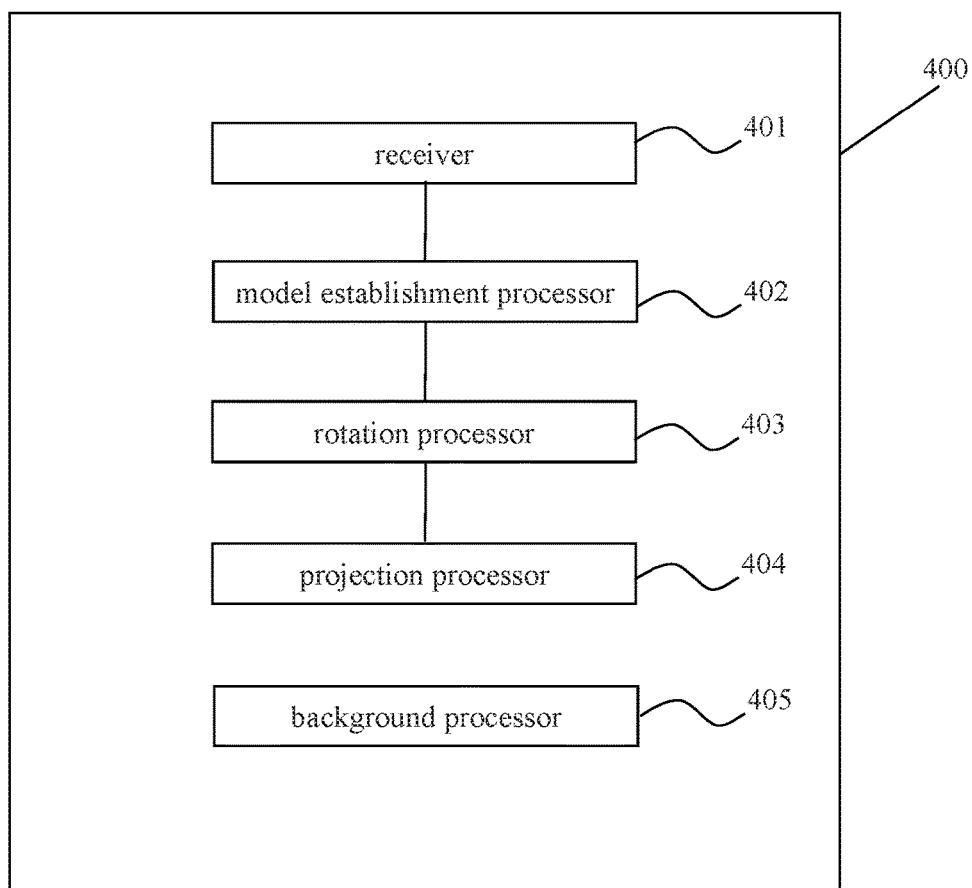 400
receiver
401
model establishment processor
402
rotation processor
403
projection processor
404
background processor
405